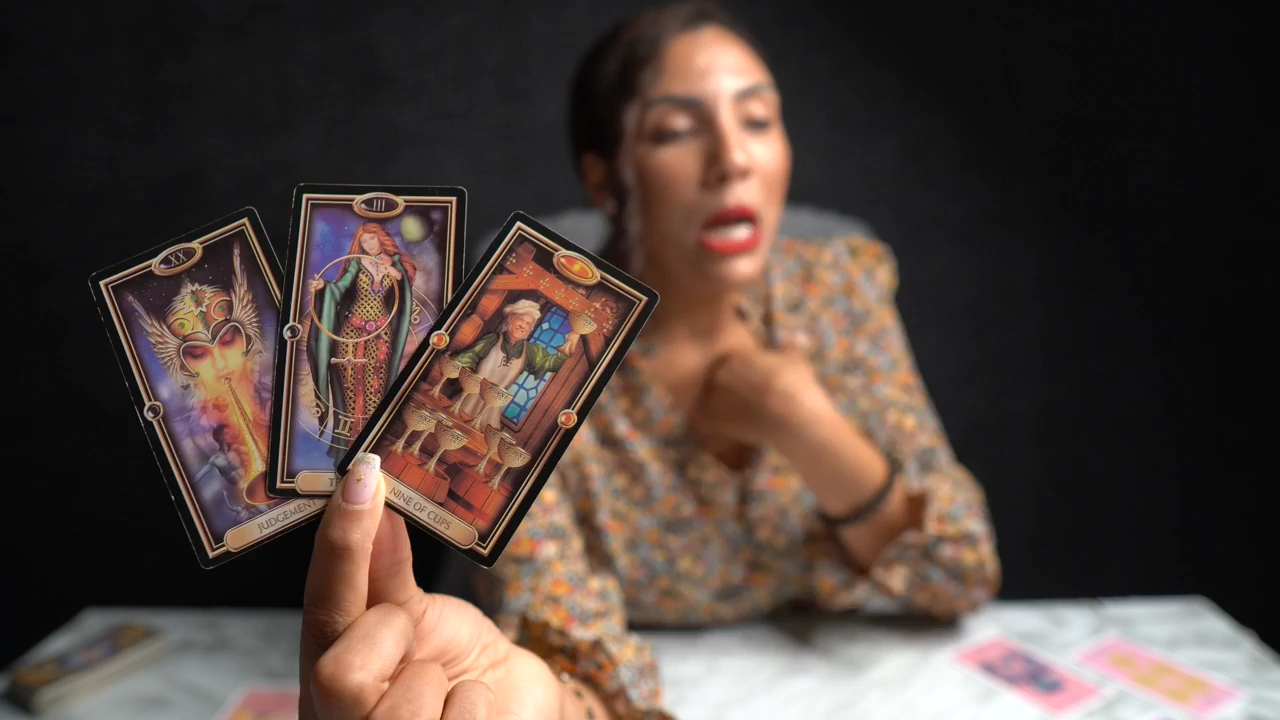 XX
JUDGEMENT
III
T
NINE OF CUPS